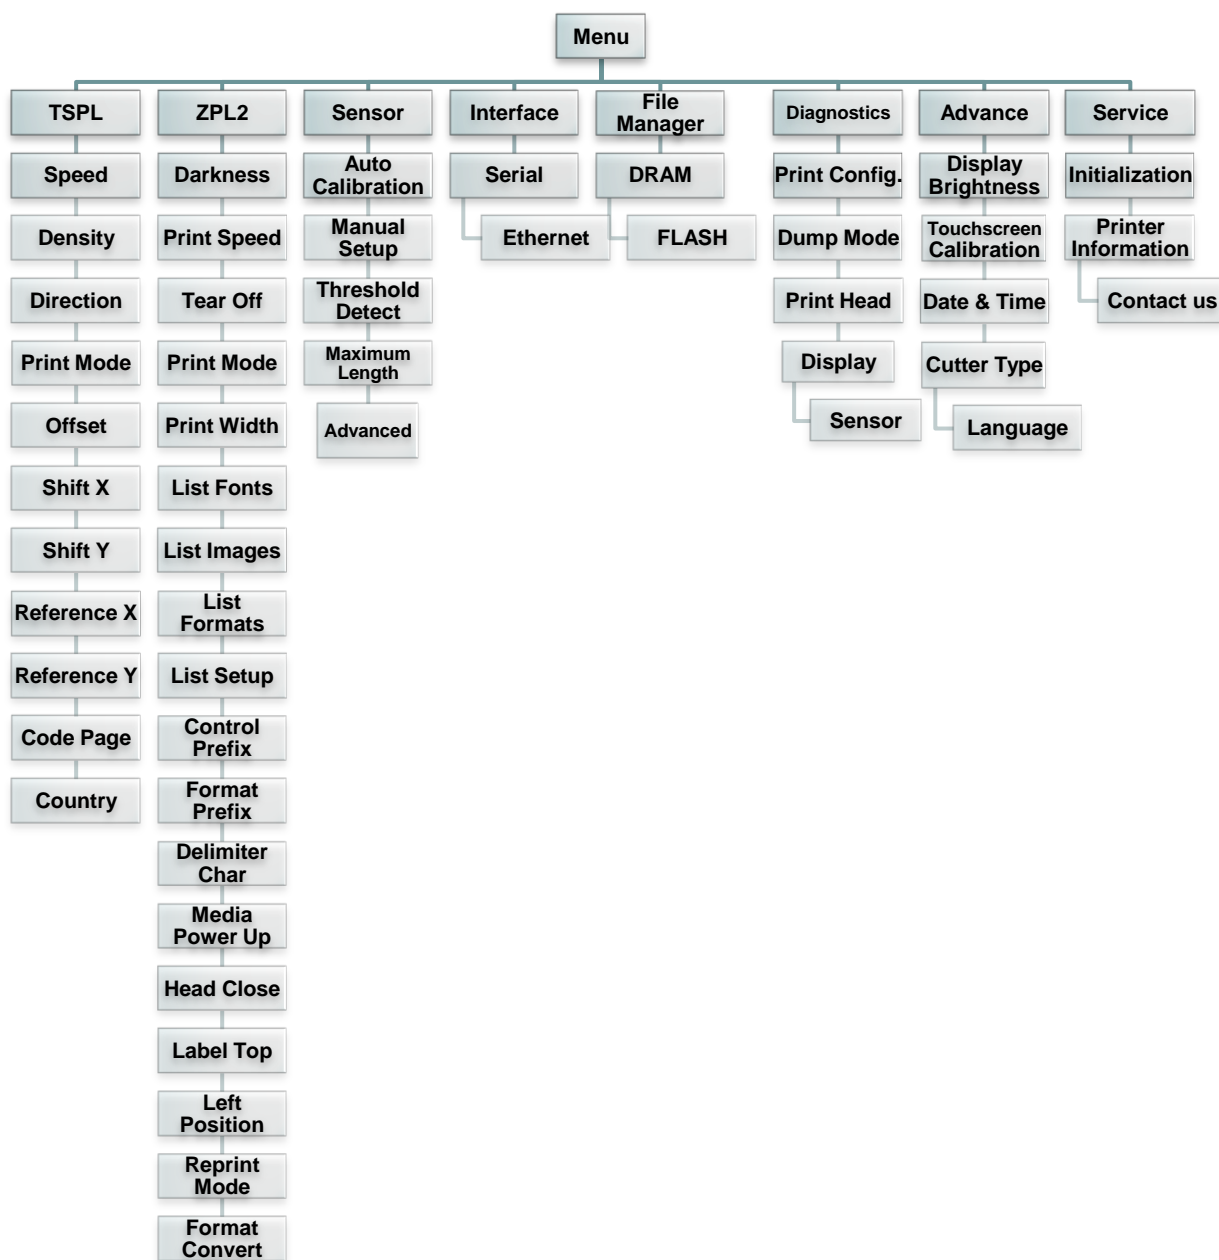 Menu
TSPL
Speed
Density
Direction
Print Mode
Offset
Shift X
Shift Y
Reference X
Reference Y
Code Page
Country
ZPL2
Darkness
Print Speed
Tear Off
Print Mode
Print Width
List Fonts
List Images
List
Formats
List Setup
Control
Prefix
Format
Prefix
Delimiter
Char
Media
Power Up
Head Close
Label Top
Left
Position
Reprint
Mode
Format
Convert
Sensor
Auto
Calibration
Manual
Setup
Threshold
Detect
Maximum
Length
Advanced
Interface
Serial
Ethernet
File
Manager
DRAM
FLASH
Diagnostics
Print Config.
Dump Mode
Print Head
Display
Sensor
Advance
Display
Brightness
Touchscreen
Calibration
Date & Time
Cutter Type
Language
Service
Initialization
Printer
Information
Contact us